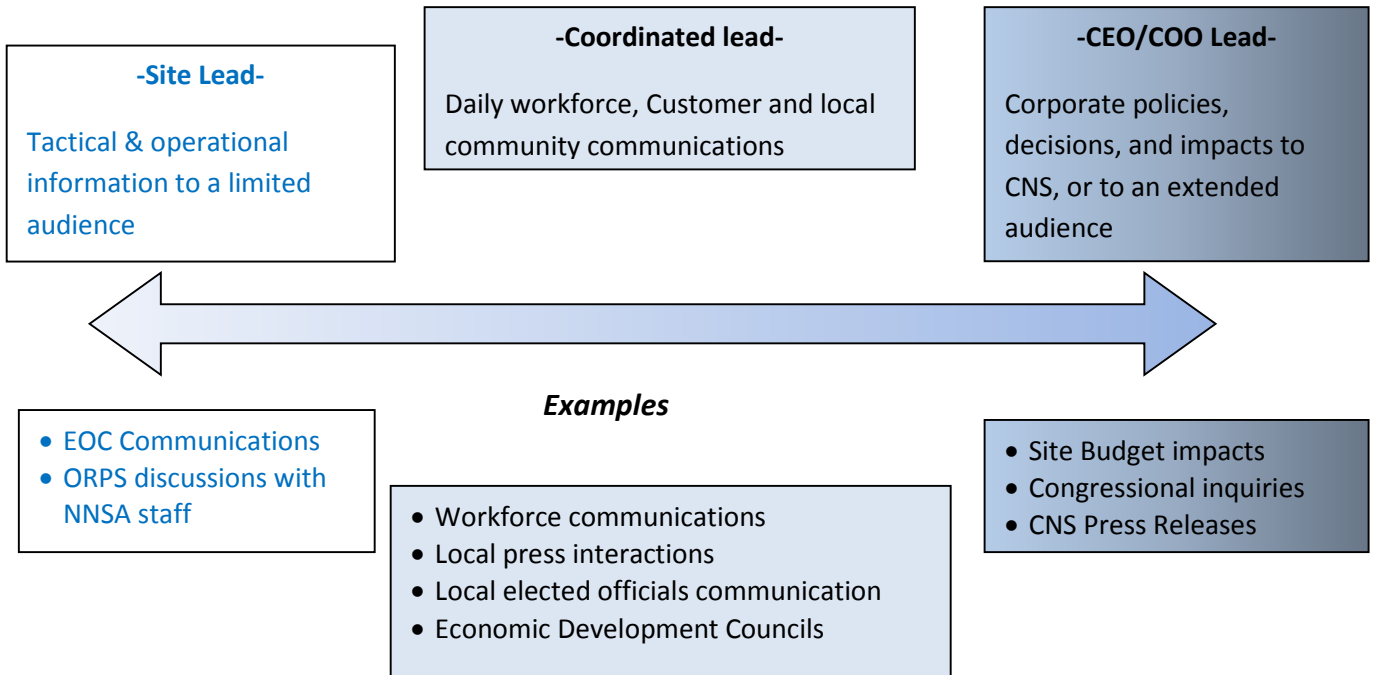 -Site Lead-
Tactical & operational
information to a limited
audience
-Coordinated lead-
Daily workforce, Customer and local
community communications
-CEO/COO Lead-
Corporate policies,
decisions, and impacts to
CNS, or to an extended
audience
Examples
• EOC Communications
• ORPS discussions with
NNSA staff
• Workforce communications
• Local press interactions
• Local elected officials communication
• Economic Development Councils
• Site Budget impacts
• Congressional inquiries
• CNS Press Releases